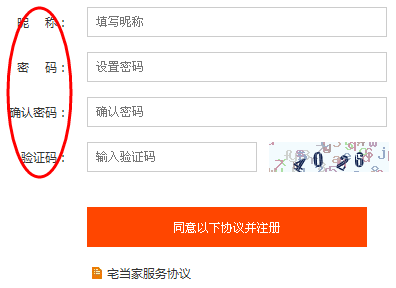 昵 称： 填写昵称
密 码： 设置密码
确认密码： 确认密码
验证码： 输入验证码 4026
同意以下协议并注册
宅当家服务协议